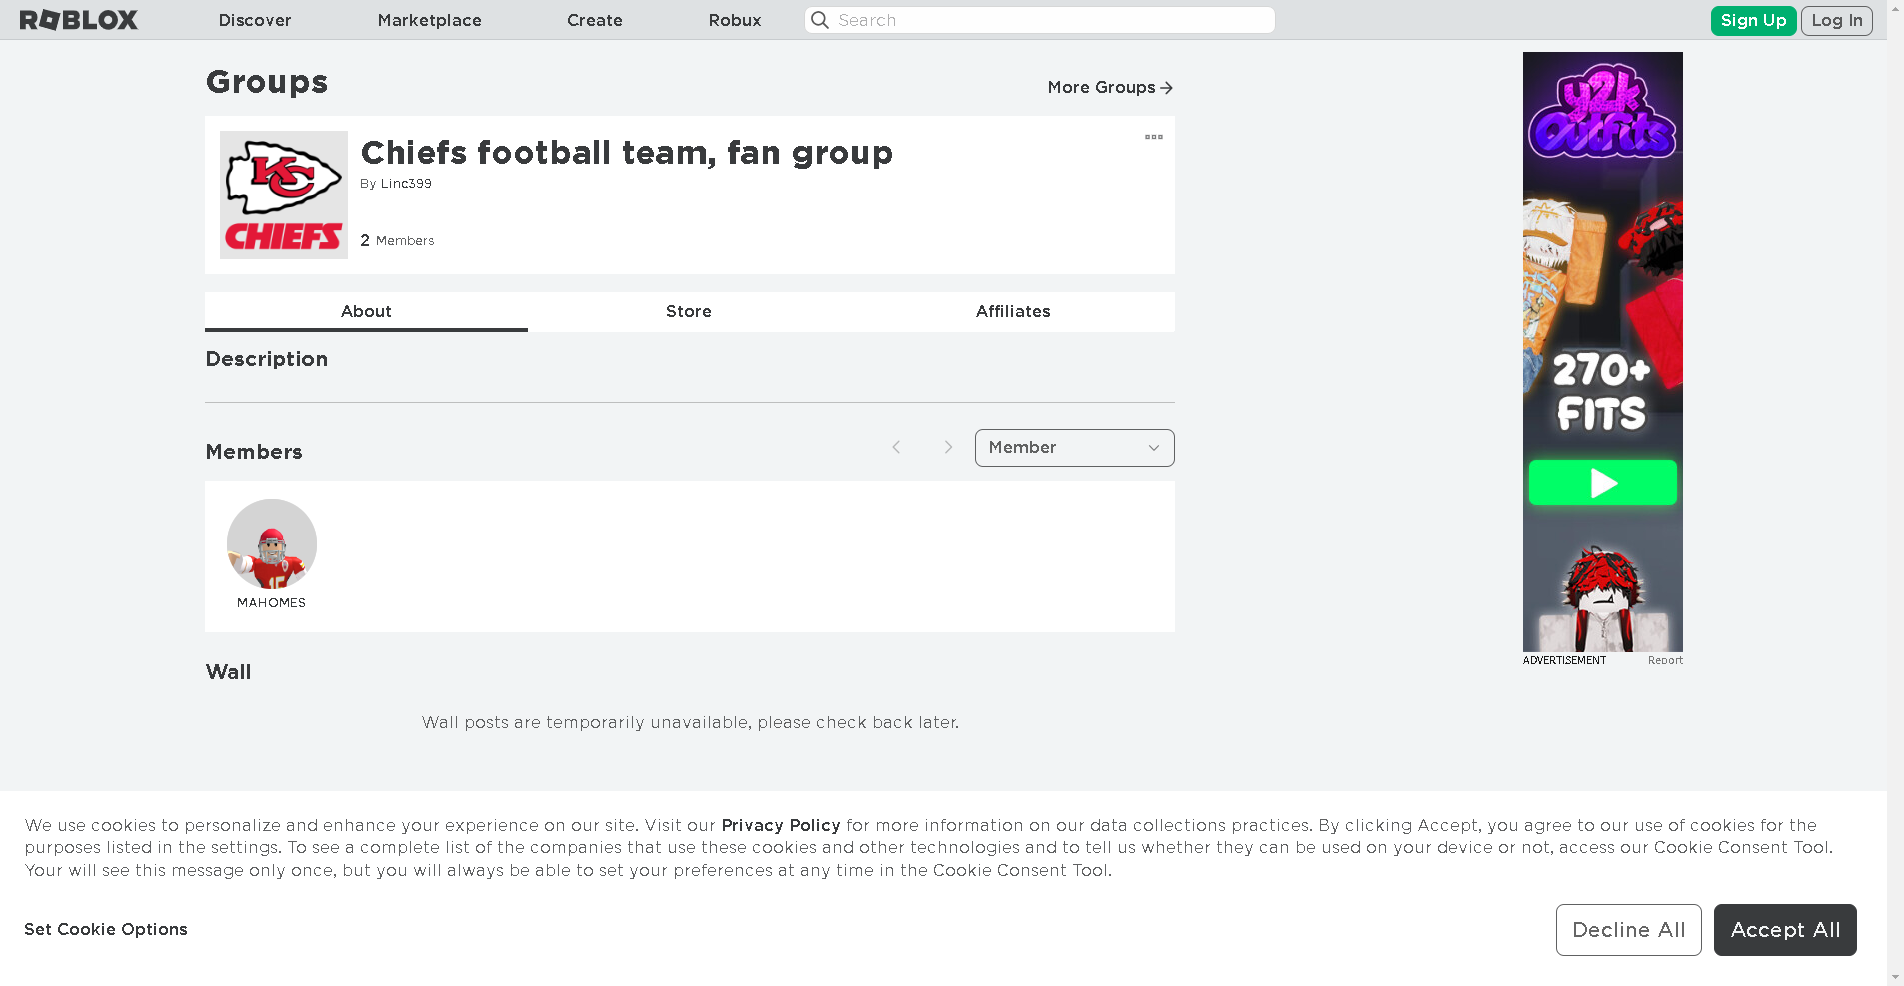 ROBLOX
Discover
Marketplace
Create
Robux
Search
Sign Up
Log In
Groups
More Groups
KC
CHIEFS
Chiefs football team, fan group
By Linc399
2 Members
About
Store
Affiliates
Description
Members
Member
15
MAHOMES
Wall
Wall posts are temporarily unavailable, please check back later.
y2k
Outfits
270+
FITS
ADVERTISEMENT
Report
We use cookies to personalize and enhance your experience on our site. Visit our Privacy Policy for more information on our data collections practices. By clicking Accept, you agree to our use of cookies for the
purposes listed in the settings. To see a complete list of the companies that use these cookies and other technologies and to tell us whether they can be used on your device or not, access our Cookie Consent Tool.
Your will see this message only once, but you will always be able to set your preferences at any time in the Cookie Consent Tool.
Set Cookie Options
Decline All
Accept All